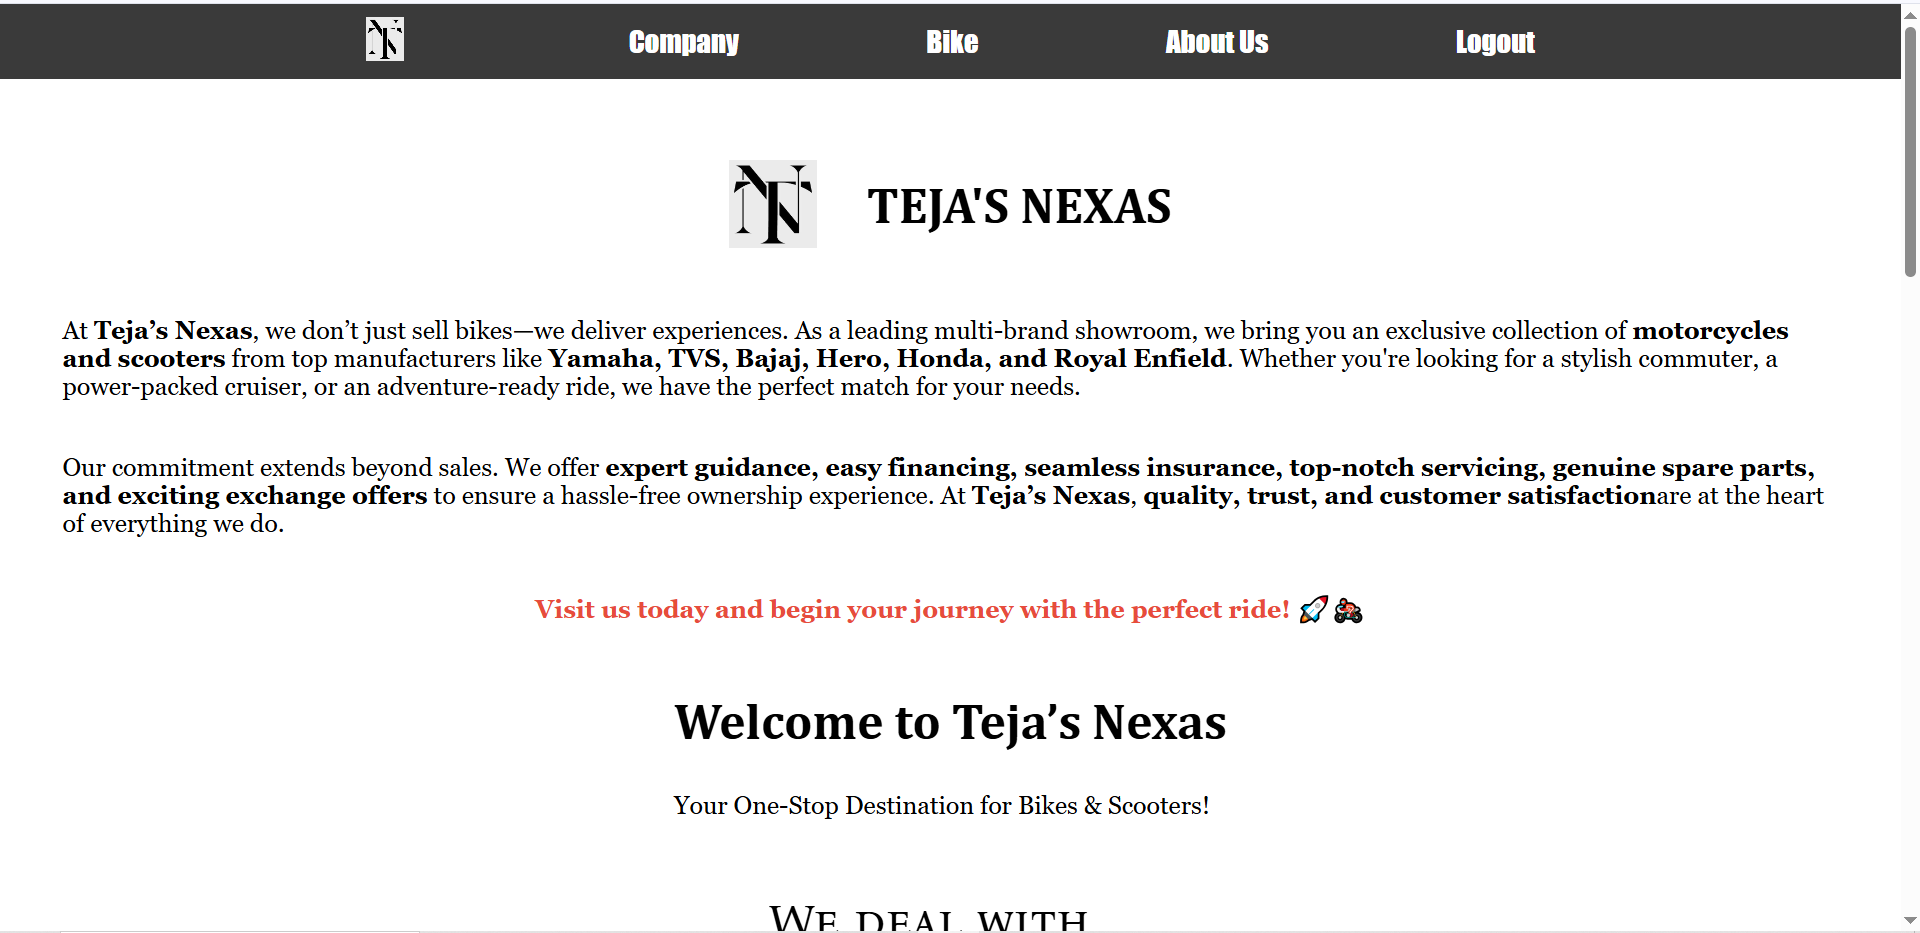 Company Bike About Us Logout
TEJA'S NEXAS
At Teja’s Nexas, we don’t just sell bikes—we deliver experiences. As a leading multi-brand showroom, we bring you an exclusive collection of motorcycles
and scooters from top manufacturers like Yamaha, TVS, Bajaj, Hero, Honda, and Royal Enfield. Whether you're looking for a stylish commuter, a
power-packed cruiser, or an adventure-ready ride, we have the perfect match for your needs.
Our commitment extends beyond sales. We offer expert guidance, easy financing, seamless insurance, top-notch servicing, genuine spare parts,
and exciting exchange offers to ensure a hassle-free ownership experience. At Teja’s Nexas, quality, trust, and customer satisfactionare at the heart
of everything we do.
Visit us today and begin your journey with the perfect ride! 🚀🏍️
Welcome to Teja’s Nexas
Your One-Stop Destination for Bikes & Scooters!
We deal with